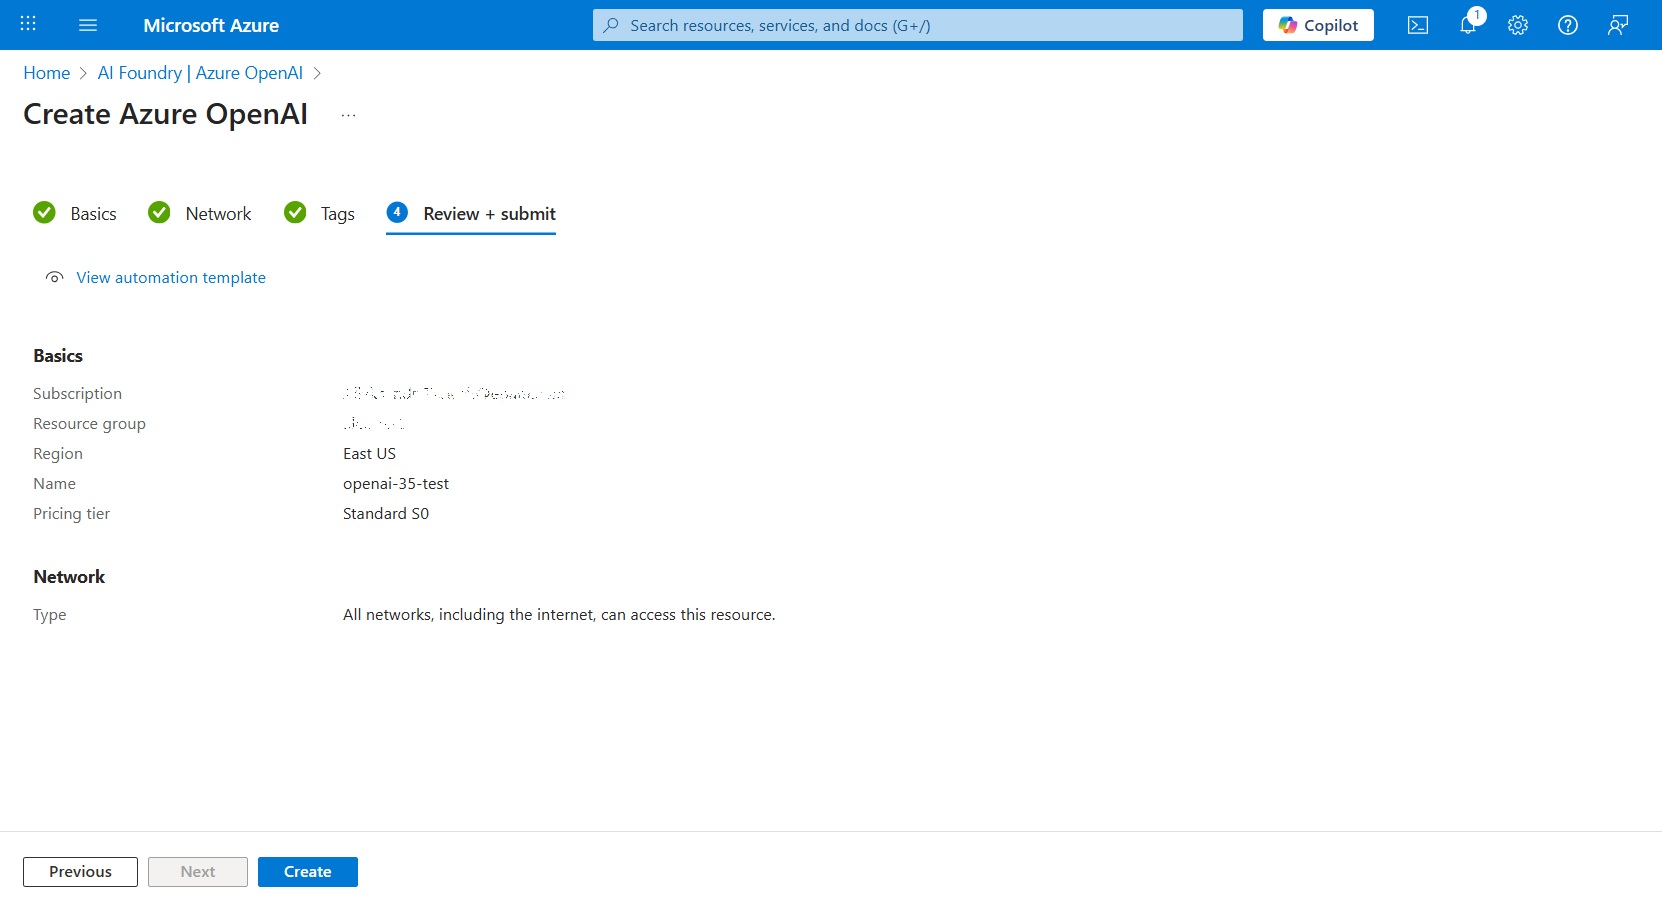 Microsoft Azure
Search resources, services, and docs (G+/)
Copilot
1
Home > AI Foundry | Azure OpenAI >
Create Azure OpenAI ...
Basics
Network
Tags
4 Review + submit
View automation template
Basics
Subscription
Resource group
Region East US
Name openai-35-test
Pricing tier Standard S0
Network
Type All networks, including the internet, can access this resource.
Previous
Next
Create